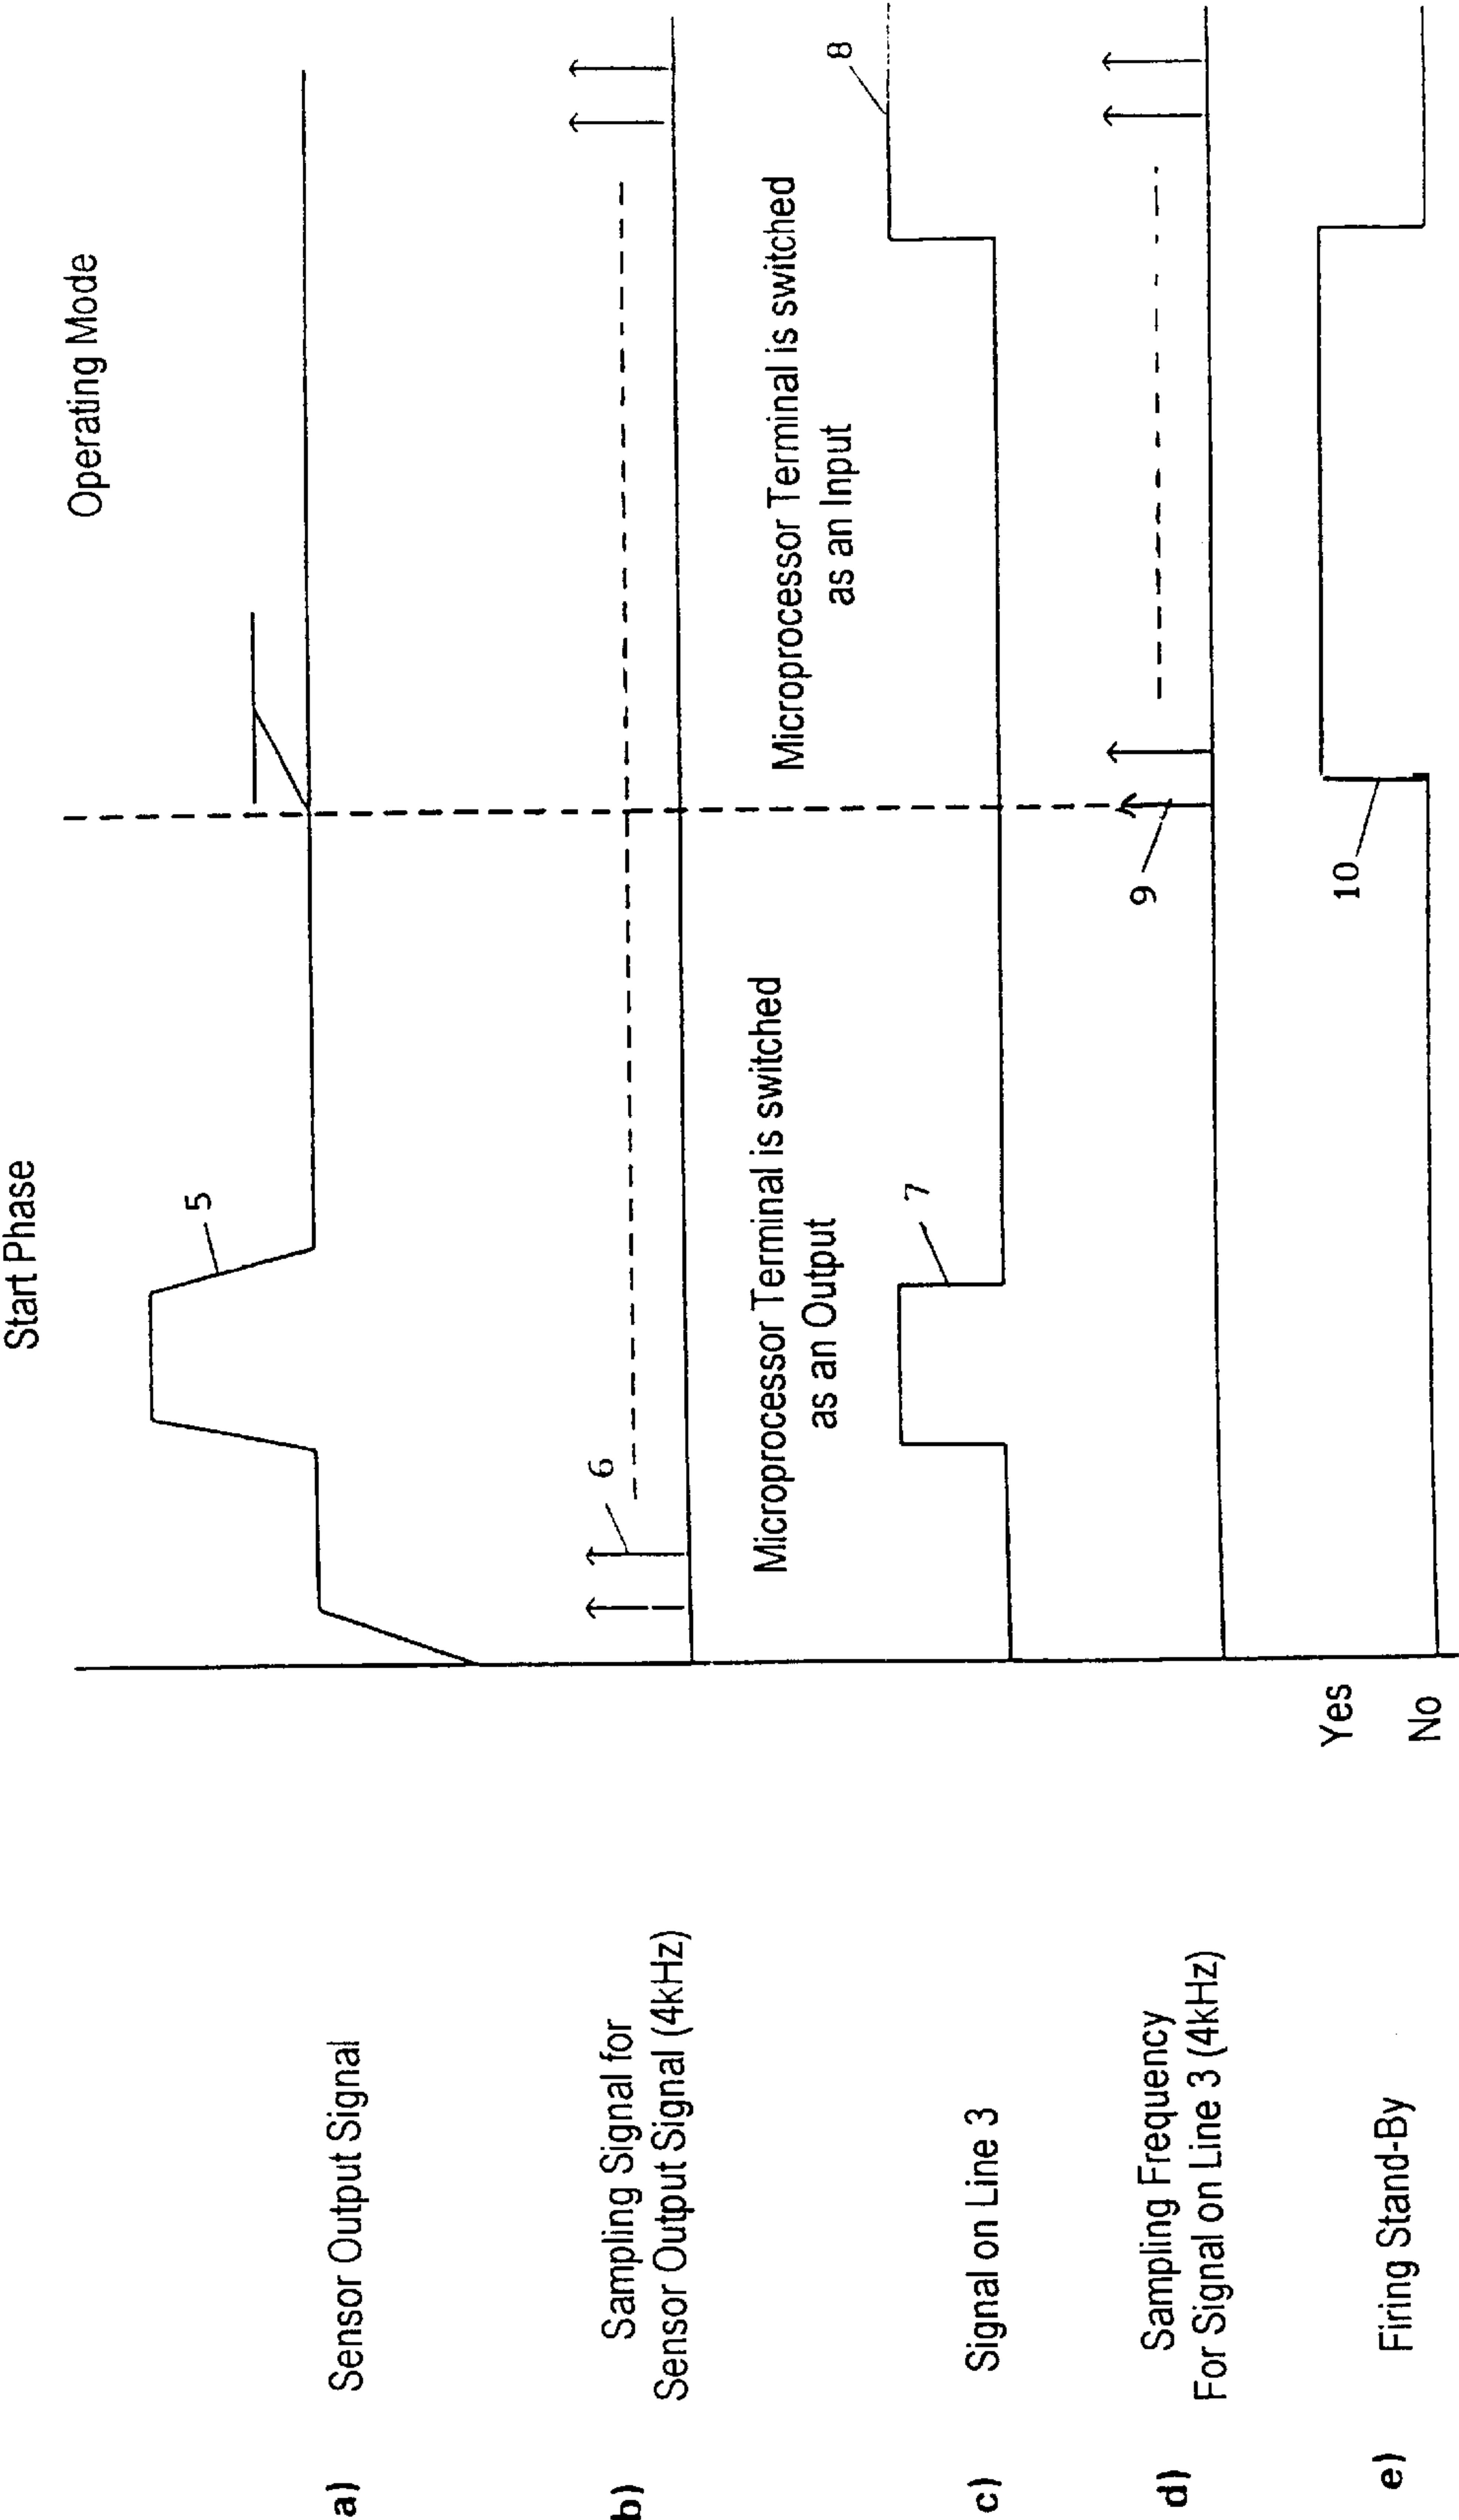 Start Phase
Operating Mode
5
a) Sensor Output Signal
6
b) Sampling Signal for
Sensor Output Signal (4kHz)
Microprocessor Terminal is switched
as an Output
Microprocessor Terminal is switched
as an Input
7
8
c) Signal on Line 3
9
d) Sampling Frequency
For Signal on Line 3 (4kHz)
10
Yes
No
e) Firing Stand-By